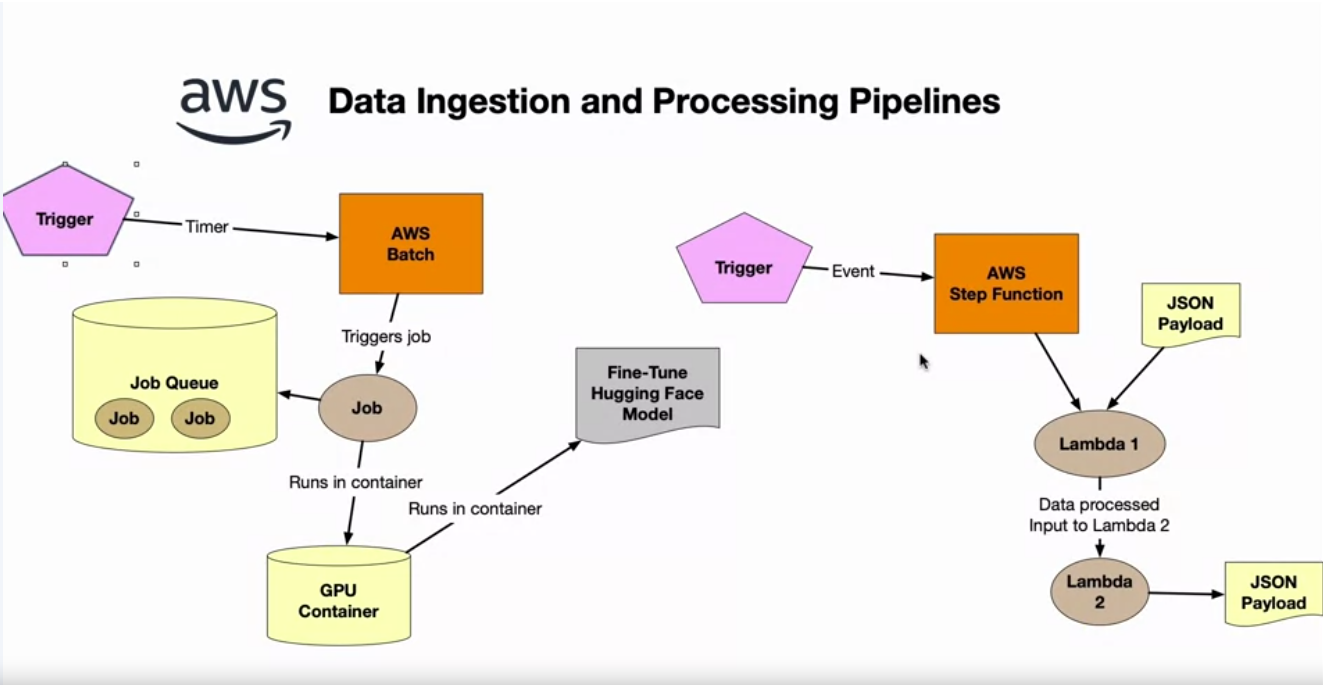 aws
Data Ingestion and Processing Pipelines
Trigger
Timer
AWS
Batch
Triggers job
Job Queue
Job
Job
Job
Runs in container
Runs in container
GPU
Container
Fine-Tune
Hugging Face
Model
Trigger
Event
AWS
Step Function
JSON
Payload
Lambda 1
Data processed
Input to Lambda 2
Lambda
2
JSON
Payload